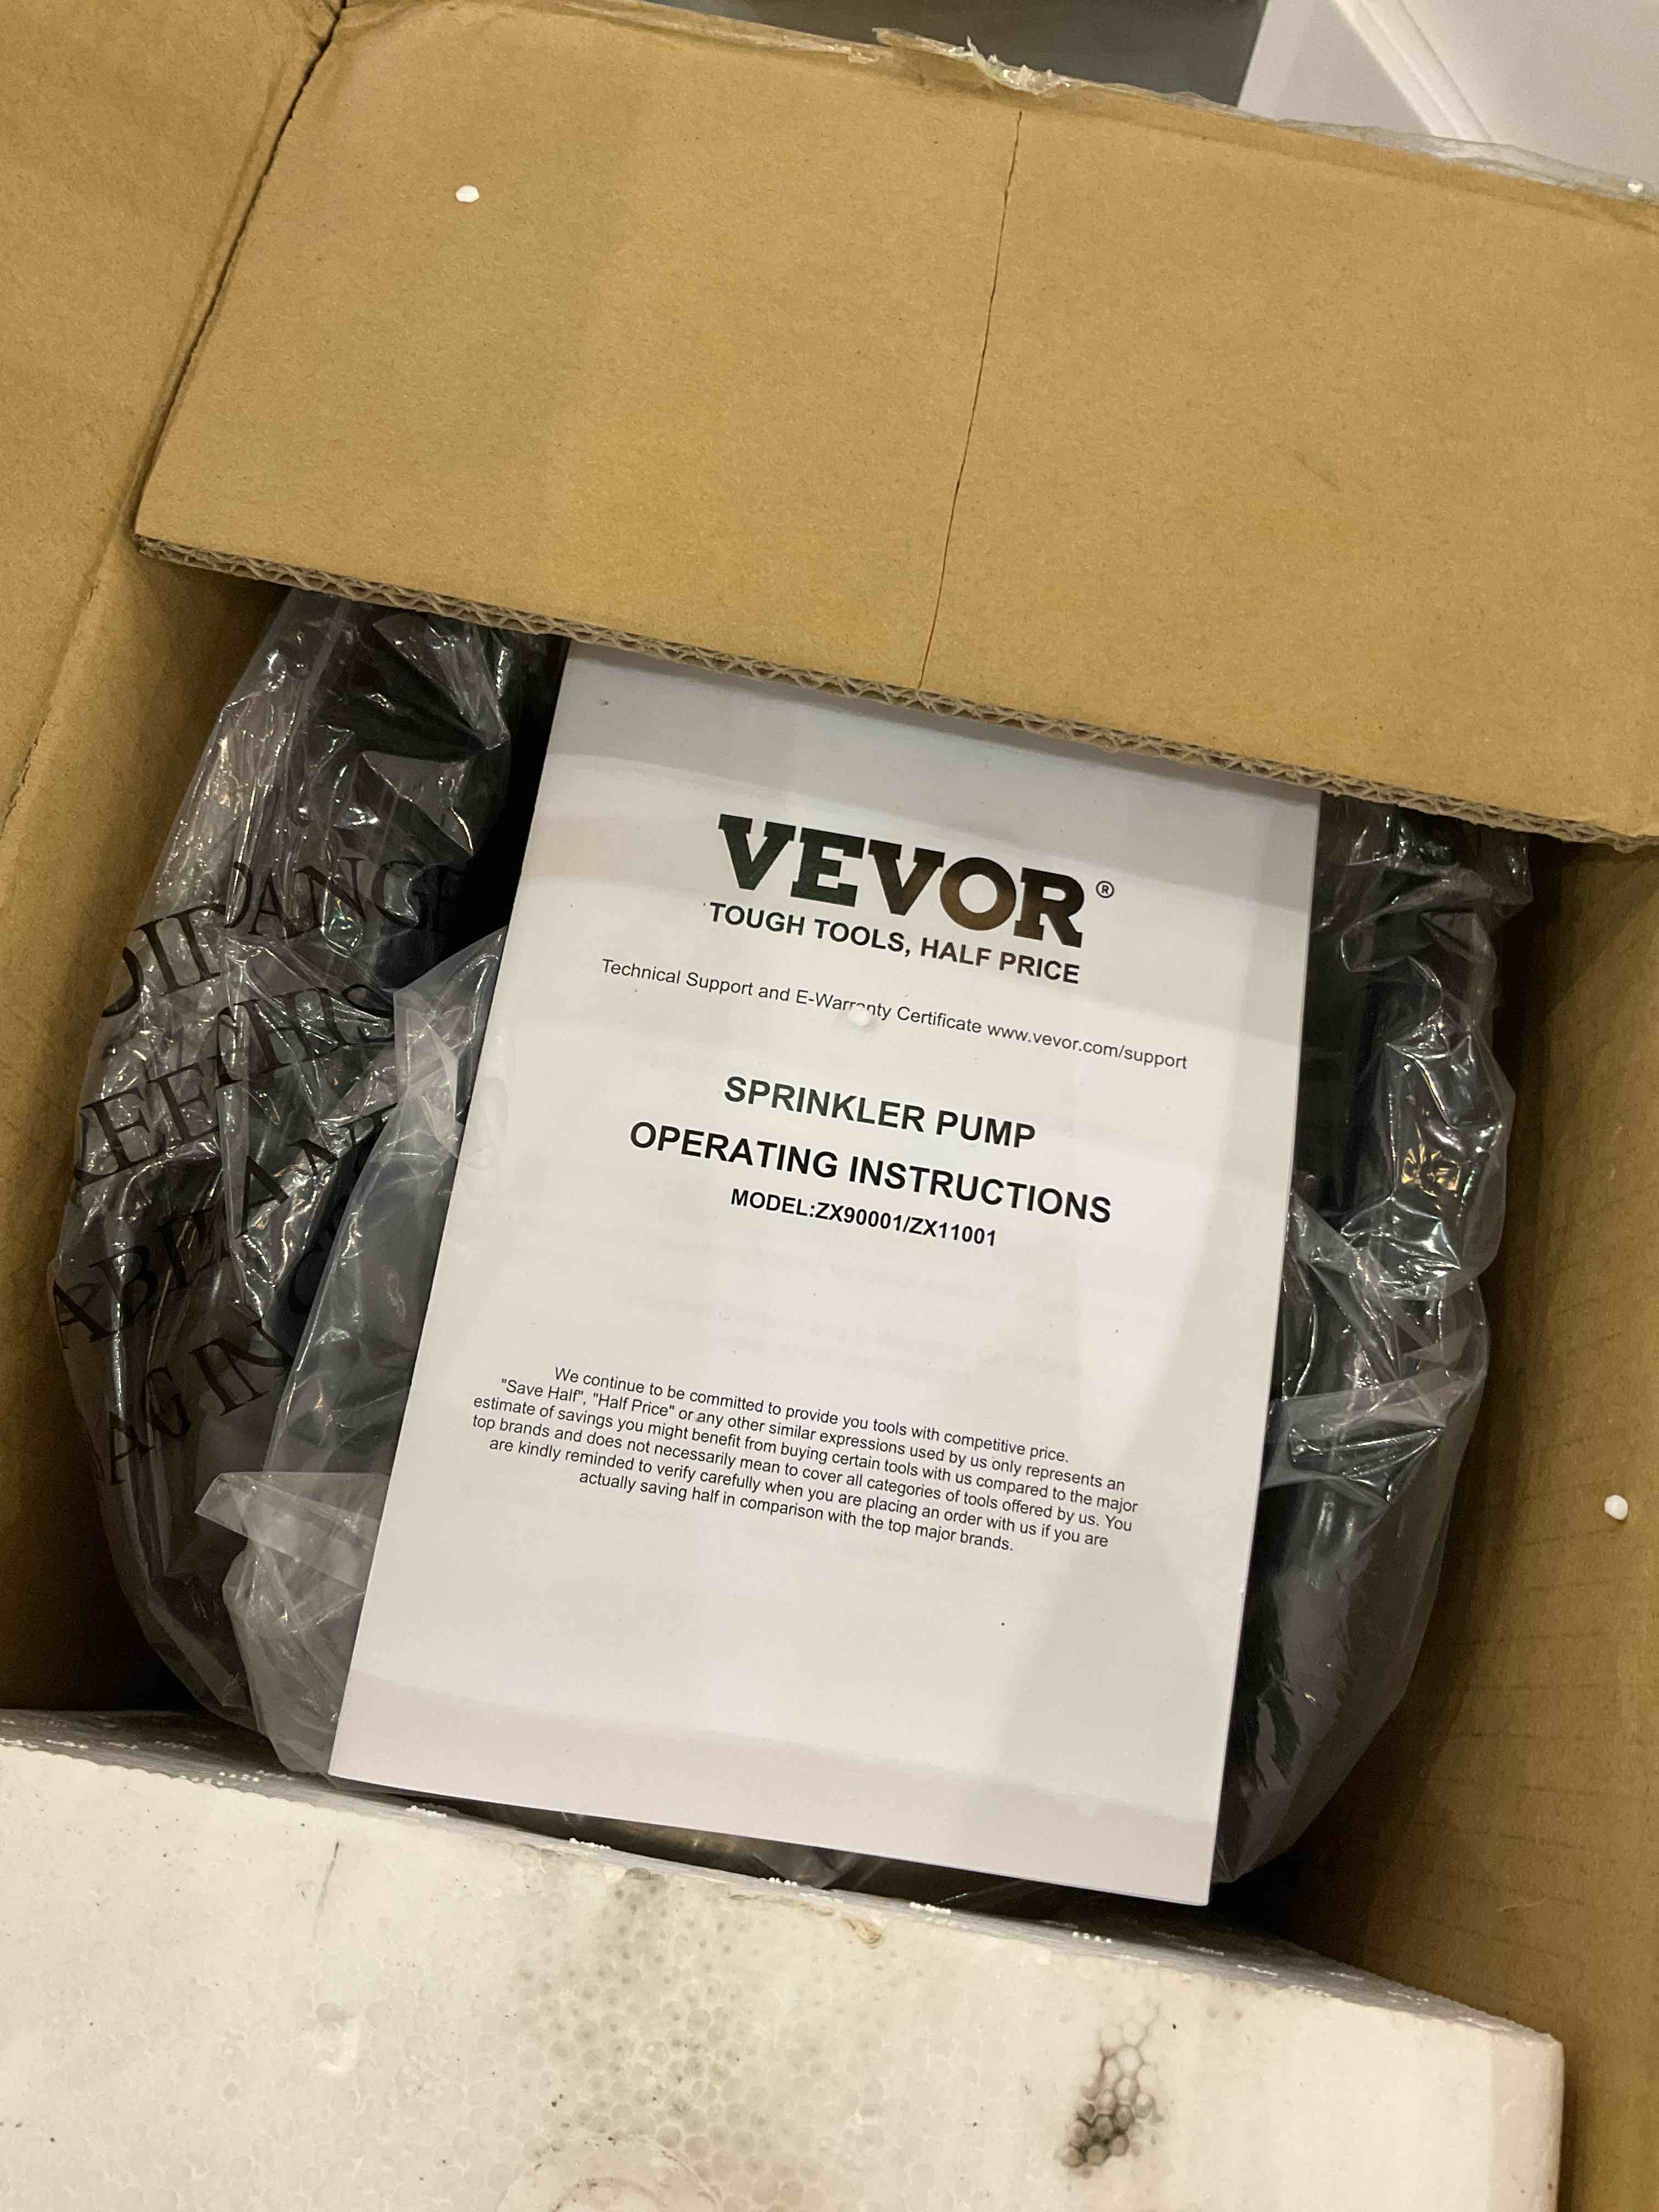 VEVOR®
TOUGH TOOLS, HALF PRICE
Technical Support and E-Warranty Certificate www.vevor.com/support
SPRINKLER PUMP
OPERATING INSTRUCTIONS
MODEL:ZX90001/ZX11001
We continue to be committed to provide you tools with competitive price.
"Save Half", "Half Price" or any other similar expressions used by us only represents an
estimate of savings you might benefit from buying certain tools with us compared to the major
top brands and does not necessarily mean to cover all categories of tools offered by us. You
are kindly reminded to verify carefully when you are placing an order with us if you are
actually saving half in comparison with the top major brands.